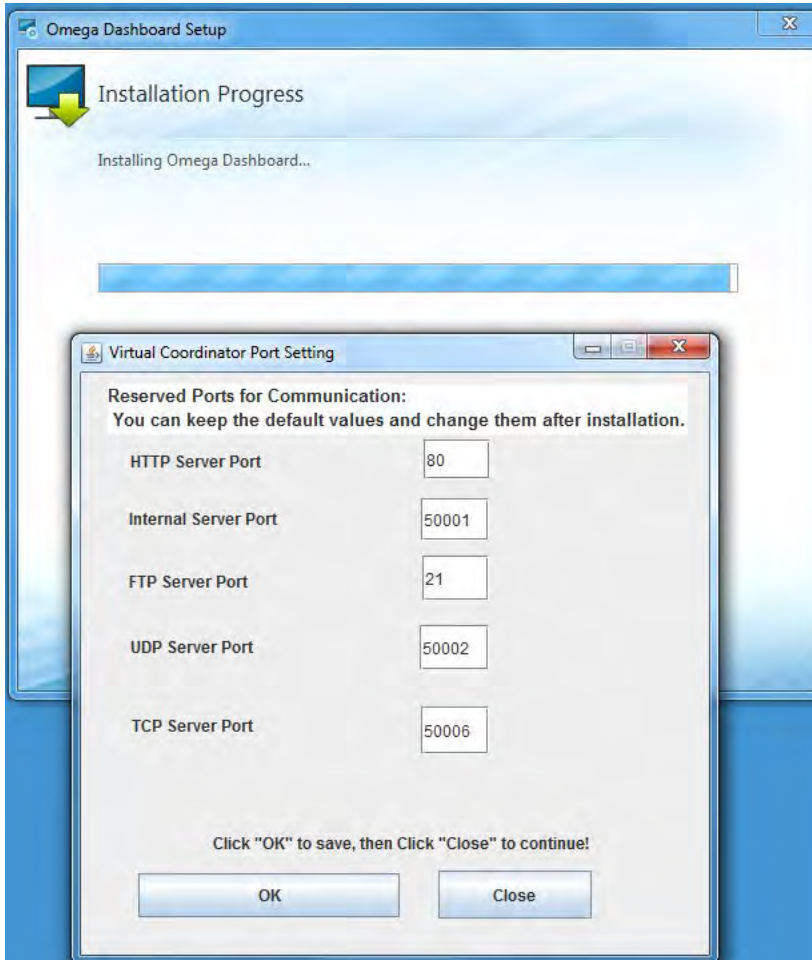 Omega Dashboard Setup
Installation Progress
Installing Omega Dashboard...
Virtual Coordinator Port Setting
Reserved Ports for Communication:
You can keep the default values and change them after installation.
HTTP Server Port 80
Internal Server Port 50001
FTP Server Port 21
UDP Server Port 50002
TCP Server Port 50006
Click "OK" to save, then Click "Close" to continue!
OK Close